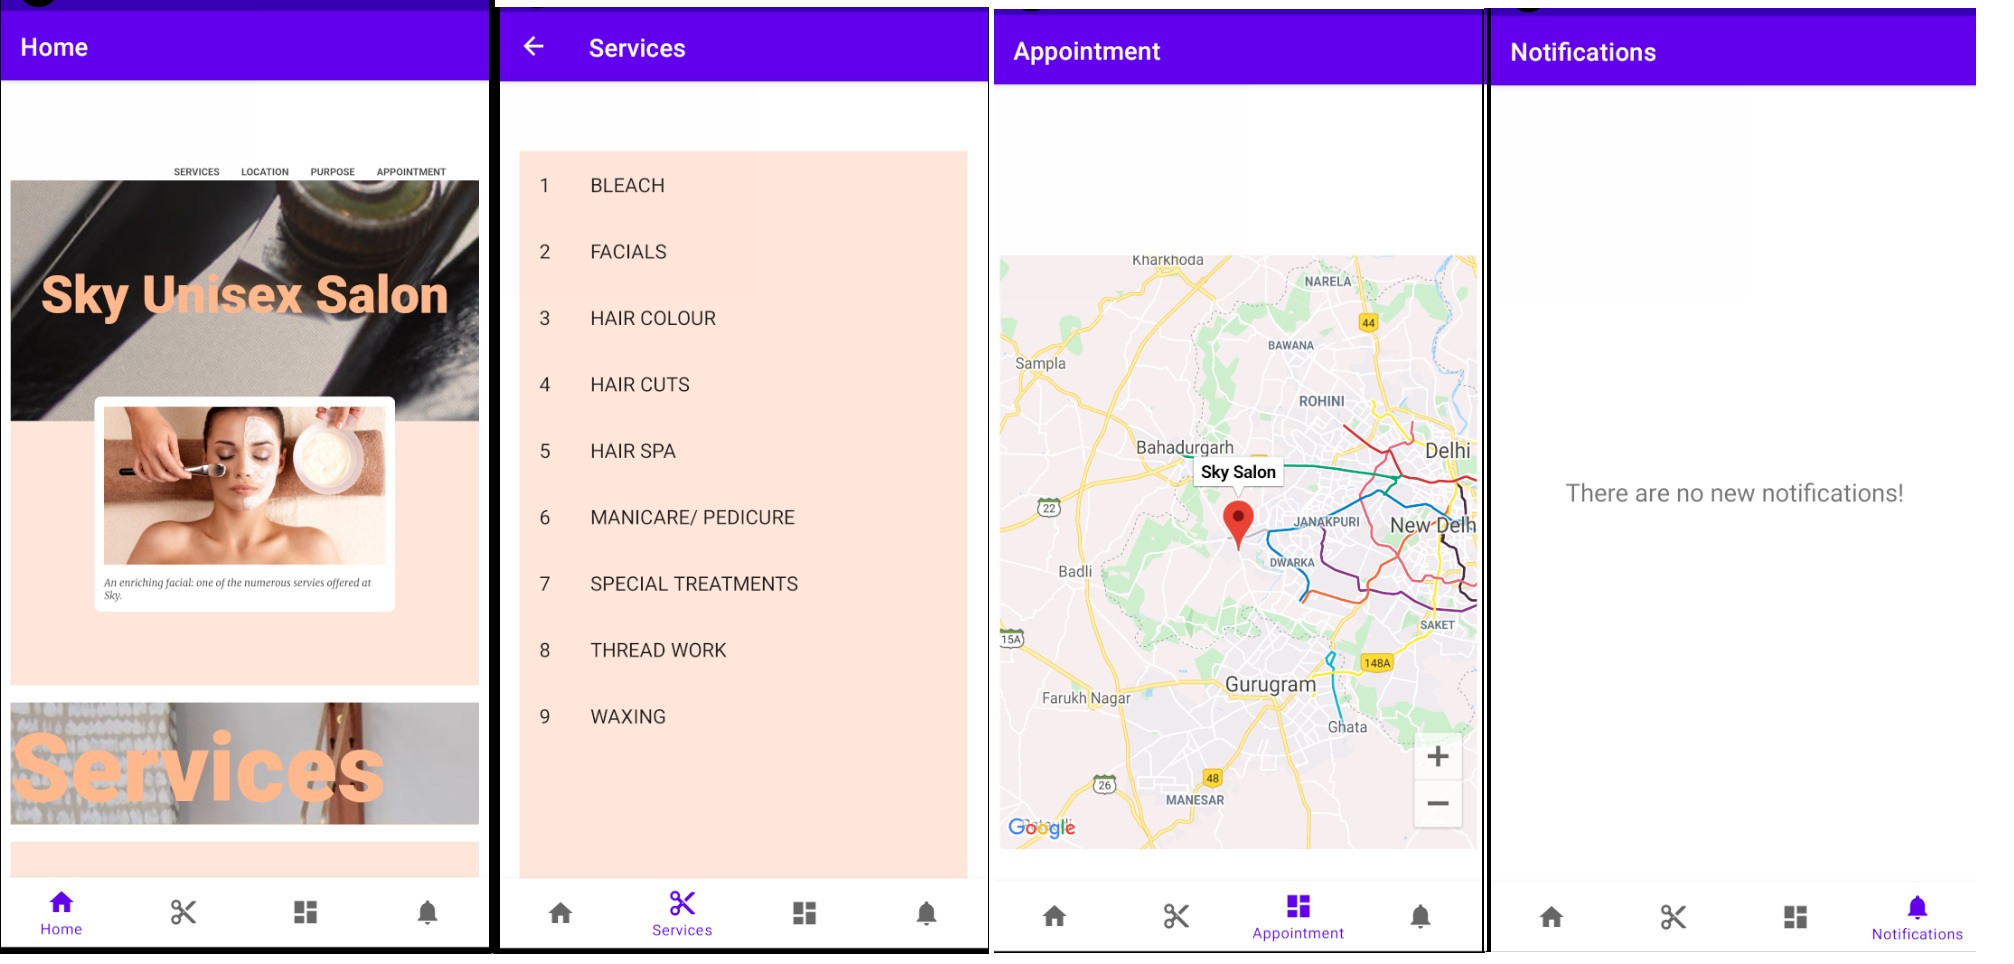 Home
SERVICES LOCATION PURPOSE APPOINTMENT
Sky Unisex Salon
An enriching facial: one of the numerous servies offered at
Sky.
Services
Home
Services
1 BLEACH
2 FACIALS
3 HAIR COLOUR
4 HAIR CUTS
5 HAIR SPA
6 MANICARE/ PEDICURE
7 SPECIAL TREATMENTS
8 THREAD WORK
9 WAXING
Services
Appointment
Kharkhoda
NARELA
44
BAWANA
Sampla
ROHINI
Bahadurgarh
Delhi
Sky Salon
22
JANAKPURI
New Delh
DWARKA
Badli
SAKET
15A
148A
Gurugram
Farukh Nagar
Ghata
+
48
26
MANESAR
−
Google
Appointment
Notifications
There are no new notifications!
Notifications